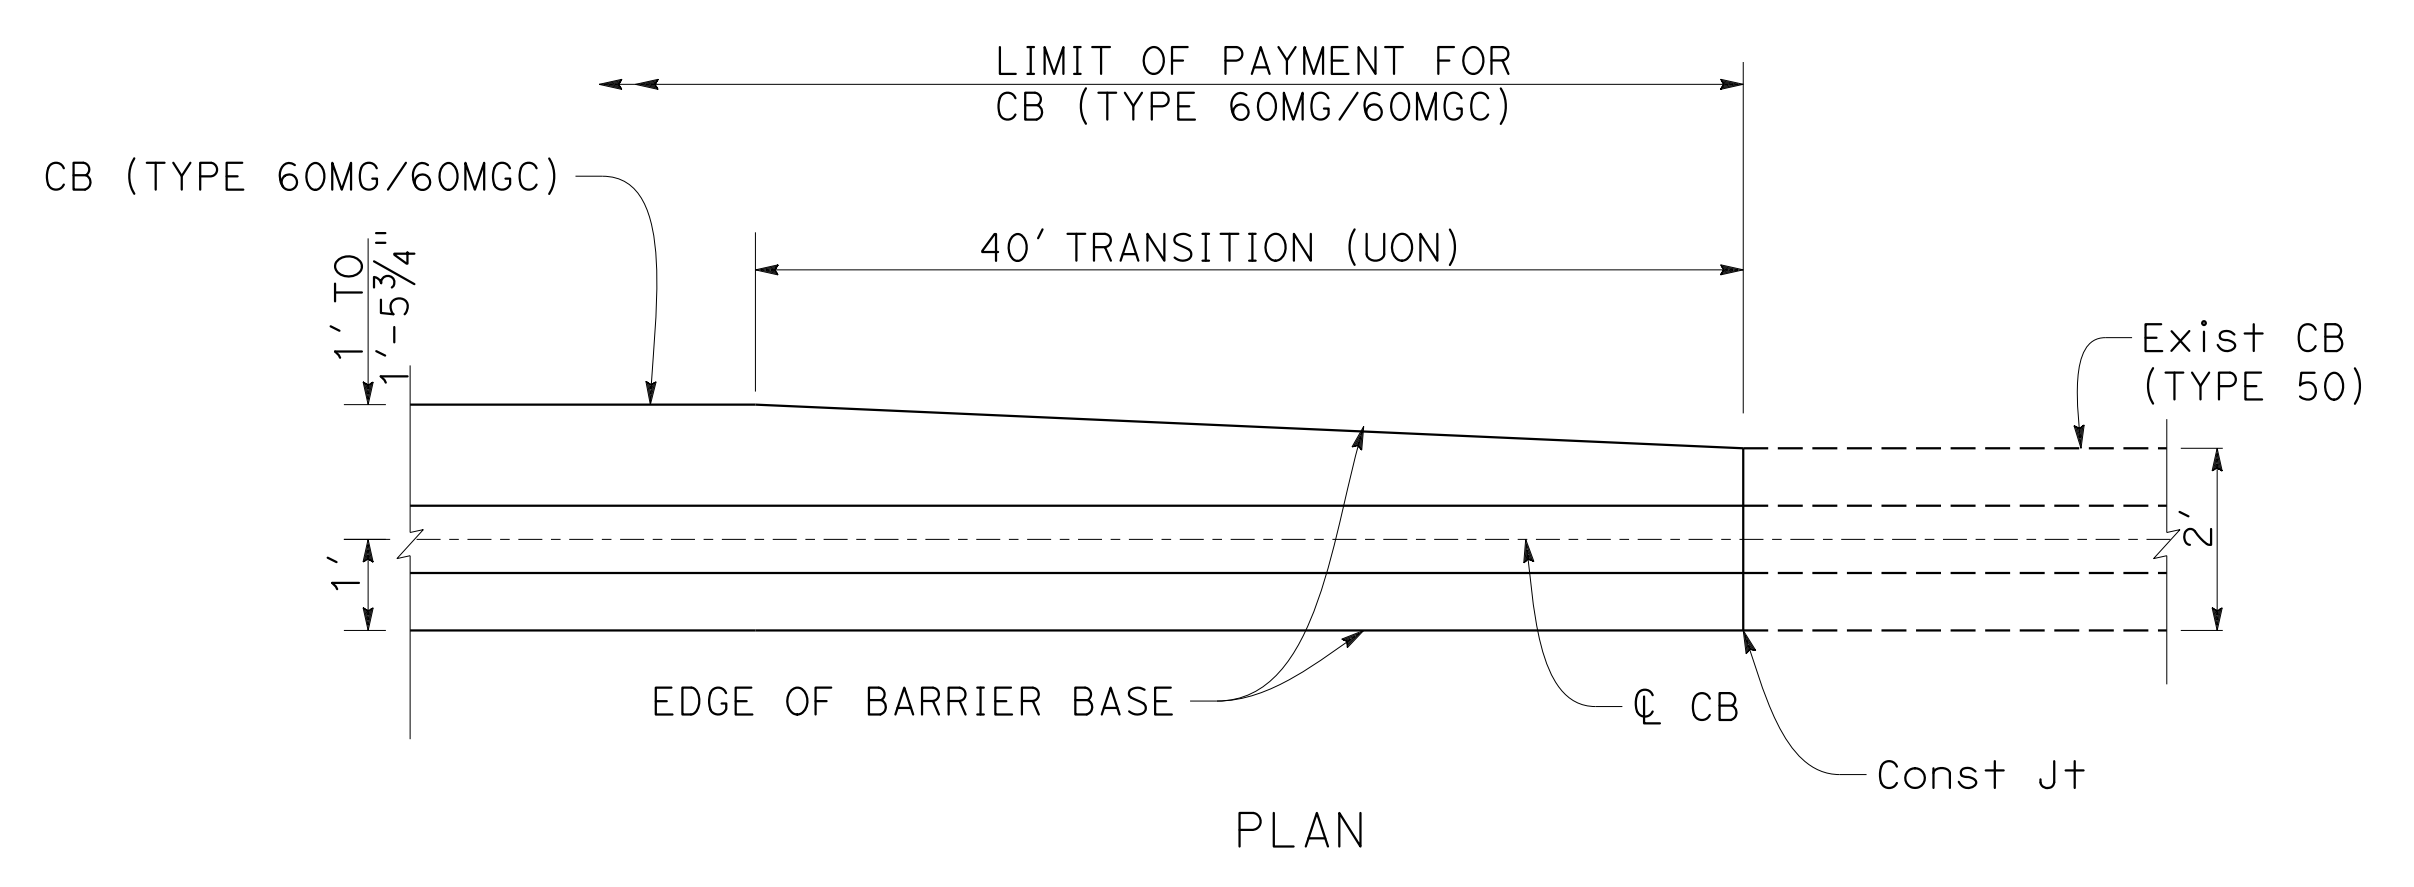 LIMIT OF PAYMENT FOR
CB (TYPE 60MG/60MGC)
CB (TYPE 60MG/60MGC)
40' TRANSITION (UON)
1' TO
1'-5¾"
Exist CB
(TYPE 50)
1'
2'
EDGE OF BARRIER BASE
℄ CB
Const Jt
PLAN